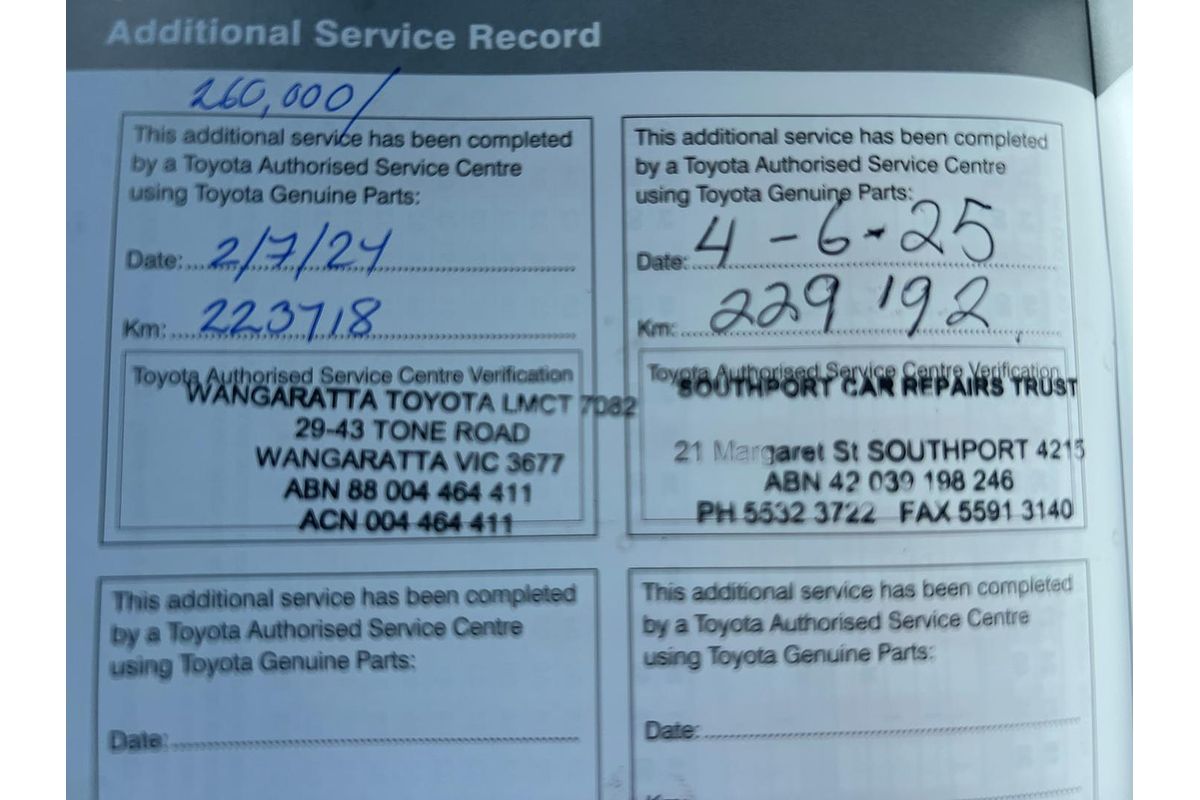 Additional Service Record
260,000/
This additional service has been completed
by a Toyota Authorised Service Centre
using Toyota Genuine Parts:
Date: 2/7/24
Km: 223718
Toyota Authorised Service Centre Verification
WANGARATTA TOYOTA LMCT 7082
29-43 TONE ROAD
WANGARATTA VIC 3677
ABN 88 004 464 411
ACN 004 464 411
This additional service has been completed
by a Toyota Authorised Service Centre
using Toyota Genuine Parts:
Date: 4-6-25
Km: 229 192
Toyota Authorised Service Centre Verification
SOUTHPORT CAR REPAIRS TRUST
21 Margaret St SOUTHPORT 4215
ABN 42 039 198 246
PH 5532 3722 FAX 5591 3140
This additional service has been completed
by a Toyota Authorised Service Centre
using Toyota Genuine Parts:
Date:
This additional service has been completed
by a Toyota Authorised Service Centre
using Toyota Genuine Parts:
Date: